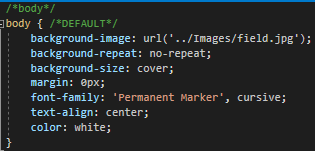 /*body*/
body { /*DEFAULT*/
background-image: url('../Images/field.jpg');
background-repeat: no-repeat;
background-size: cover;
margin: 0px;
font-family: 'Permanent Marker', cursive;
text-align: center;
color: white;
}